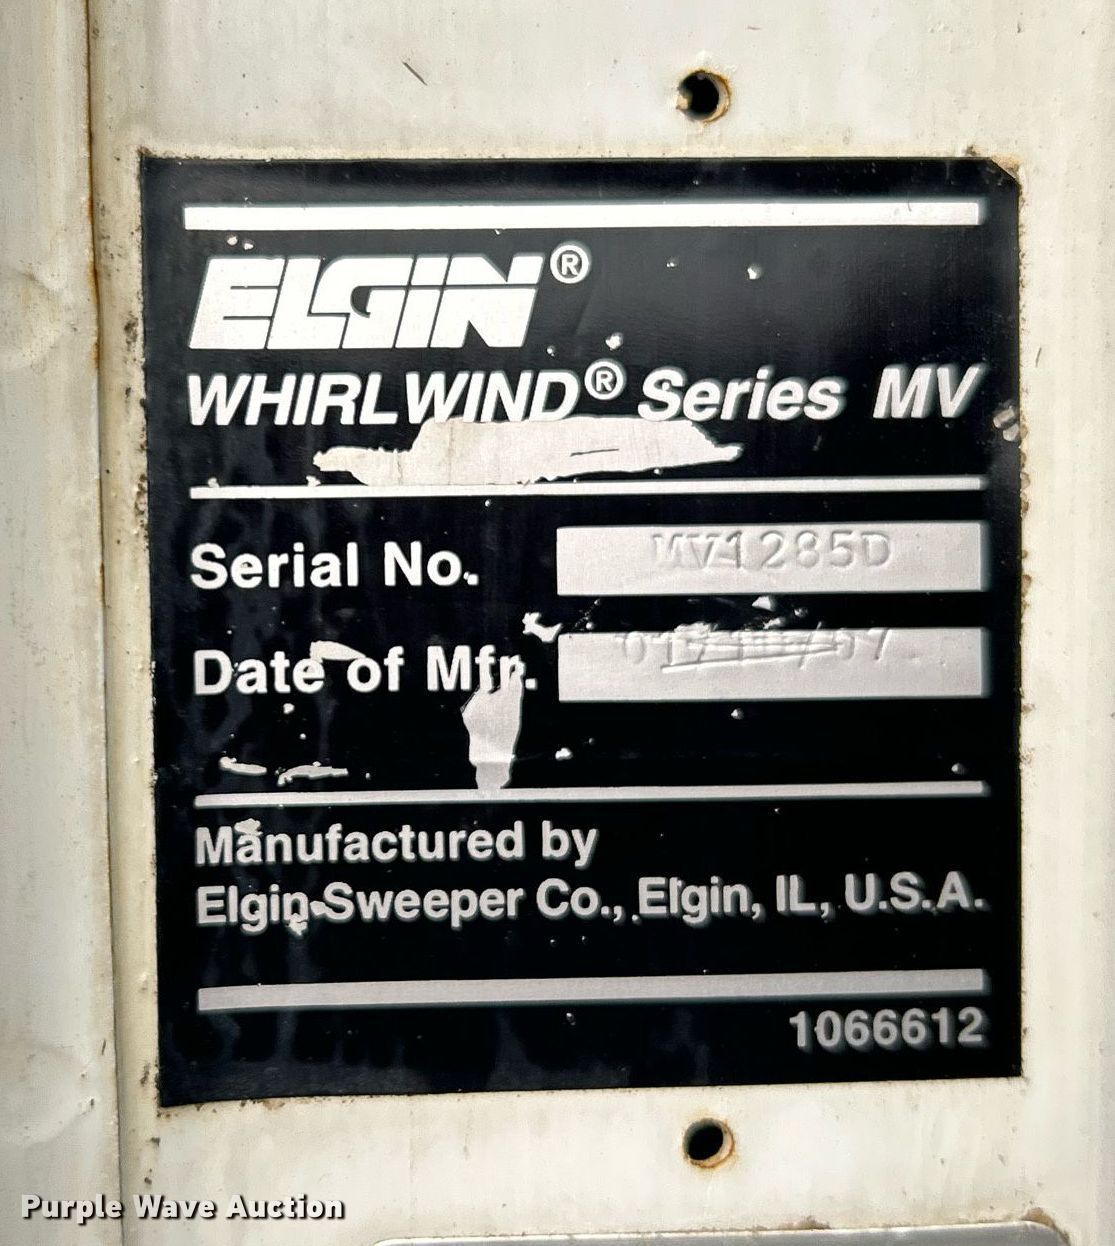 ELGIN®
WHIRLWIND® Series MV
Serial No. MV1285D
Date of Mfr.
Manufactured by
Elgin Sweeper Co., Elgin, IL, U.S.A.
1066612
Purple Wave Auction